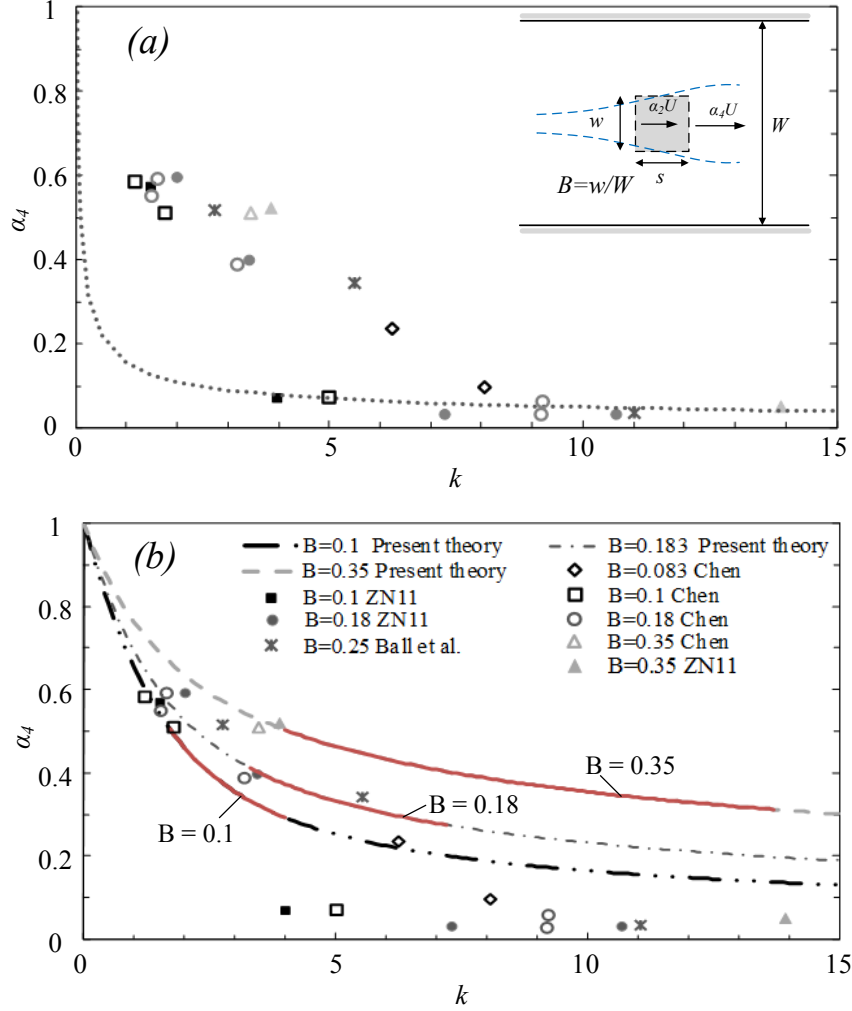 (a)
1
0.8
0.6
0.4
0.2
0
α₄
0
5
10
15
k
α₂U
α₄U
w
W
s
B=w/W
(b)
1
0.8
0.6
0.4
0.2
0
α₄
B=0.1 Present theory
B=0.35 Present theory
B=0.1 ZN11
B=0.18 ZN11
B=0.25 Ball et al.
B=0.183 Present theory
B=0.083 Chen
B=0.1 Chen
B=0.18 Chen
B=0.35 Chen
B=0.35 ZN11
B = 0.35
B = 0.18
B = 0.1
0
5
10
15
k